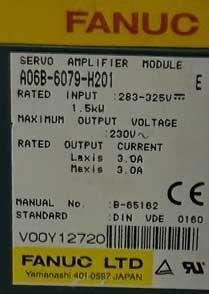 FANUC
SERVO AMPLIFIER MODULE
A06B-6079-H201 E
RATED INPUT :283-325V⎓
1.5kW
MAXIMUM OUTPUT VOLTAGE
:230V~
RATED OUTPUT CURRENT
Laxis 3.0A
Maxis 3.0A
CE
MANUAL No. :B-65162
STANDARD :DIN VDE 0160
V00Y12720
FANUC LTD
Yamanashi 401-0597 JAPAN